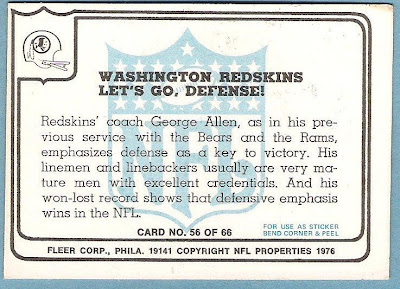 WASHINGTON REDSKINS
LET'S GO, DEFENSE!
Redskins' coach George Allen, as in his pre-
vious service with the Bears and the Rams,
emphasizes defense as a key to victory. His
linemen and linebackers usually are very ma-
ture men with excellent credentials. And his
won-lost record shows that defensive emphasis
wins in the NFL.
CARD NO. 56 OF 66
FOR USE AS STICKER
BEND CORNER & PEEL
FLEER CORP., PHILA. 19141 COPYRIGHT NFL PROPERTIES 1976
NFL